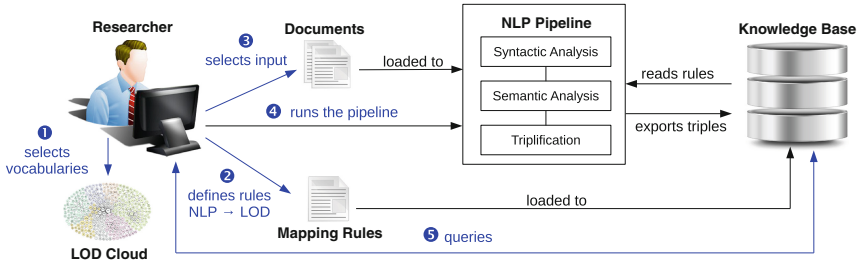 Researcher
Documents
NLP Pipeline
Knowledge Base
❸
selects input
loaded to
Syntactic Analysis
reads rules
Semantic Analysis
❹ runs the pipeline
exports triples
Triplification
❶
selects
vocabularies
❷
defines rules
NLP → LOD
loaded to
Mapping Rules
❺ queries
LOD Cloud